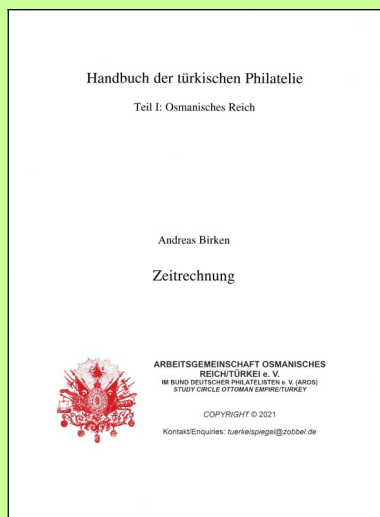 Handbuch der türkischen Philatelie
Teil I: Osmanisches Reich
Andreas Birken
Zeitrechnung
ARBEITSGEMEINSCHAFT OSMANISCHES
REICH/TÜRKEI e. V.
IM BUND DEUTSCHER PHILATELISTEN e. V. (AROS)
STUDY CIRCLE OTTOMAN EMPIRE/TURKEY
COPYRIGHT © 2021
Kontakt/Enquiries: tuerkeispiegel@zobbel.de